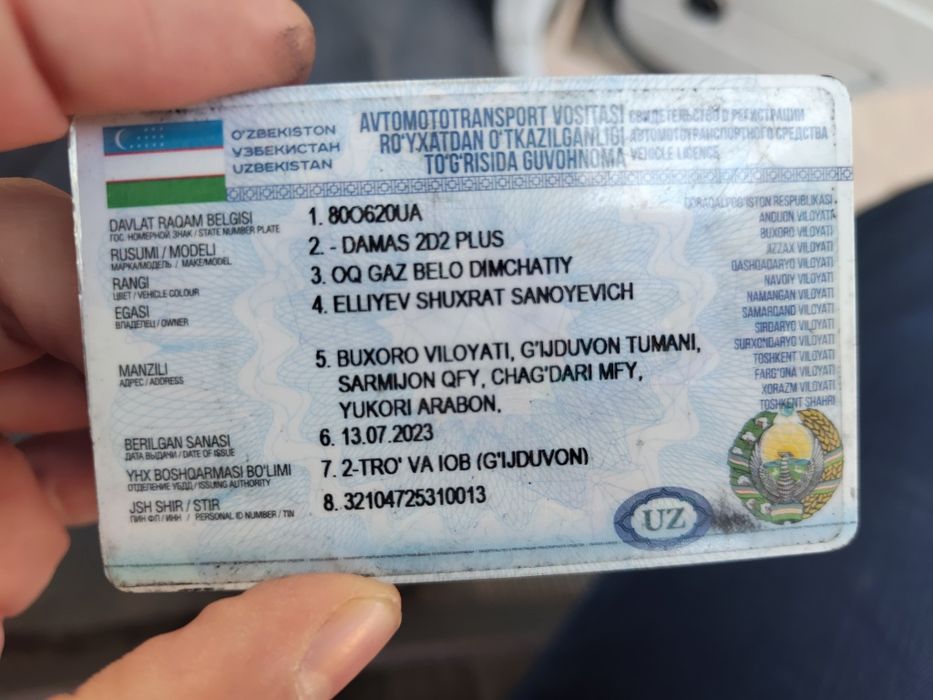 O'ZBEKISTON
ЎЗБЕКИСТАН
UZBEKISTAN
AVTOMOTOTRANSPORT VOSITASI
RO'YXATDAN O'TKAZILGANLIGI
TO'G'RISIDA GUVOHNOMA
СВИДЕТЕЛЬСТВО О РЕГИСТРАЦИИ
АВТОМОТОТРАНСПОРТНОГО СРЕДСТВА
VEHICLE LICENCE
DAVLAT RAQAM BELGISI
ГОС. НОМЕРНОЙ ЗНАК / STATE NUMBER PLATE
1. 80O620UA
RUSUMI / MODELI
МАРКА/МОДЕЛЬ / MAKE/MODEL
2. - DAMAS 2D2 PLUS
RANGI
ЦВЕТ / VEHICLE COLOUR
3. OQ GAZ BELO DIMCHATIY
EGASI
ВЛАДЕЛЕЦ / OWNER
4. ELLIYEV SHUXRAT SANOYEVICH
MANZILI
АДРЕС / ADDRESS
5. BUXORO VILOYATI, G'IJDUVON TUMANI,
SARMIJON QFY, CHAG'DARI MFY,
YUKORI ARABON,
BERILGAN SANASI
ДАТА ВЫДАЧИ / DATE OF ISSUE
6. 13.07.2023
YHX BOSHQARMASI BO'LIMI
ОТДЕЛЕНИЕ УБДД / ISSUING AUTHORITY
7. 2-TRO' VA IOB (G'IJDUVON)
JSH SHIR / STIR
ПИН ФЛ / ИНН / PERSONAL ID NUMBER / TIN
8. 32104725310013
QORAQALPOG'ISTON RESPUBLIKASI
ANDIJON VILOYATI
BUXORO VILOYATI
JIZZAX VILOYATI
QASHQADARYO VILOYATI
NAVOIY VILOYATI
NAMANGAN VILOYATI
SAMARQAND VILOYATI
SIRDARYO VILOYATI
SURXONDARYO VILOYATI
TOSHKENT VILOYATI
FARG'ONA VILOYATI
XORAZM VILOYATI
TOSHKENT SHAHRI
UZ